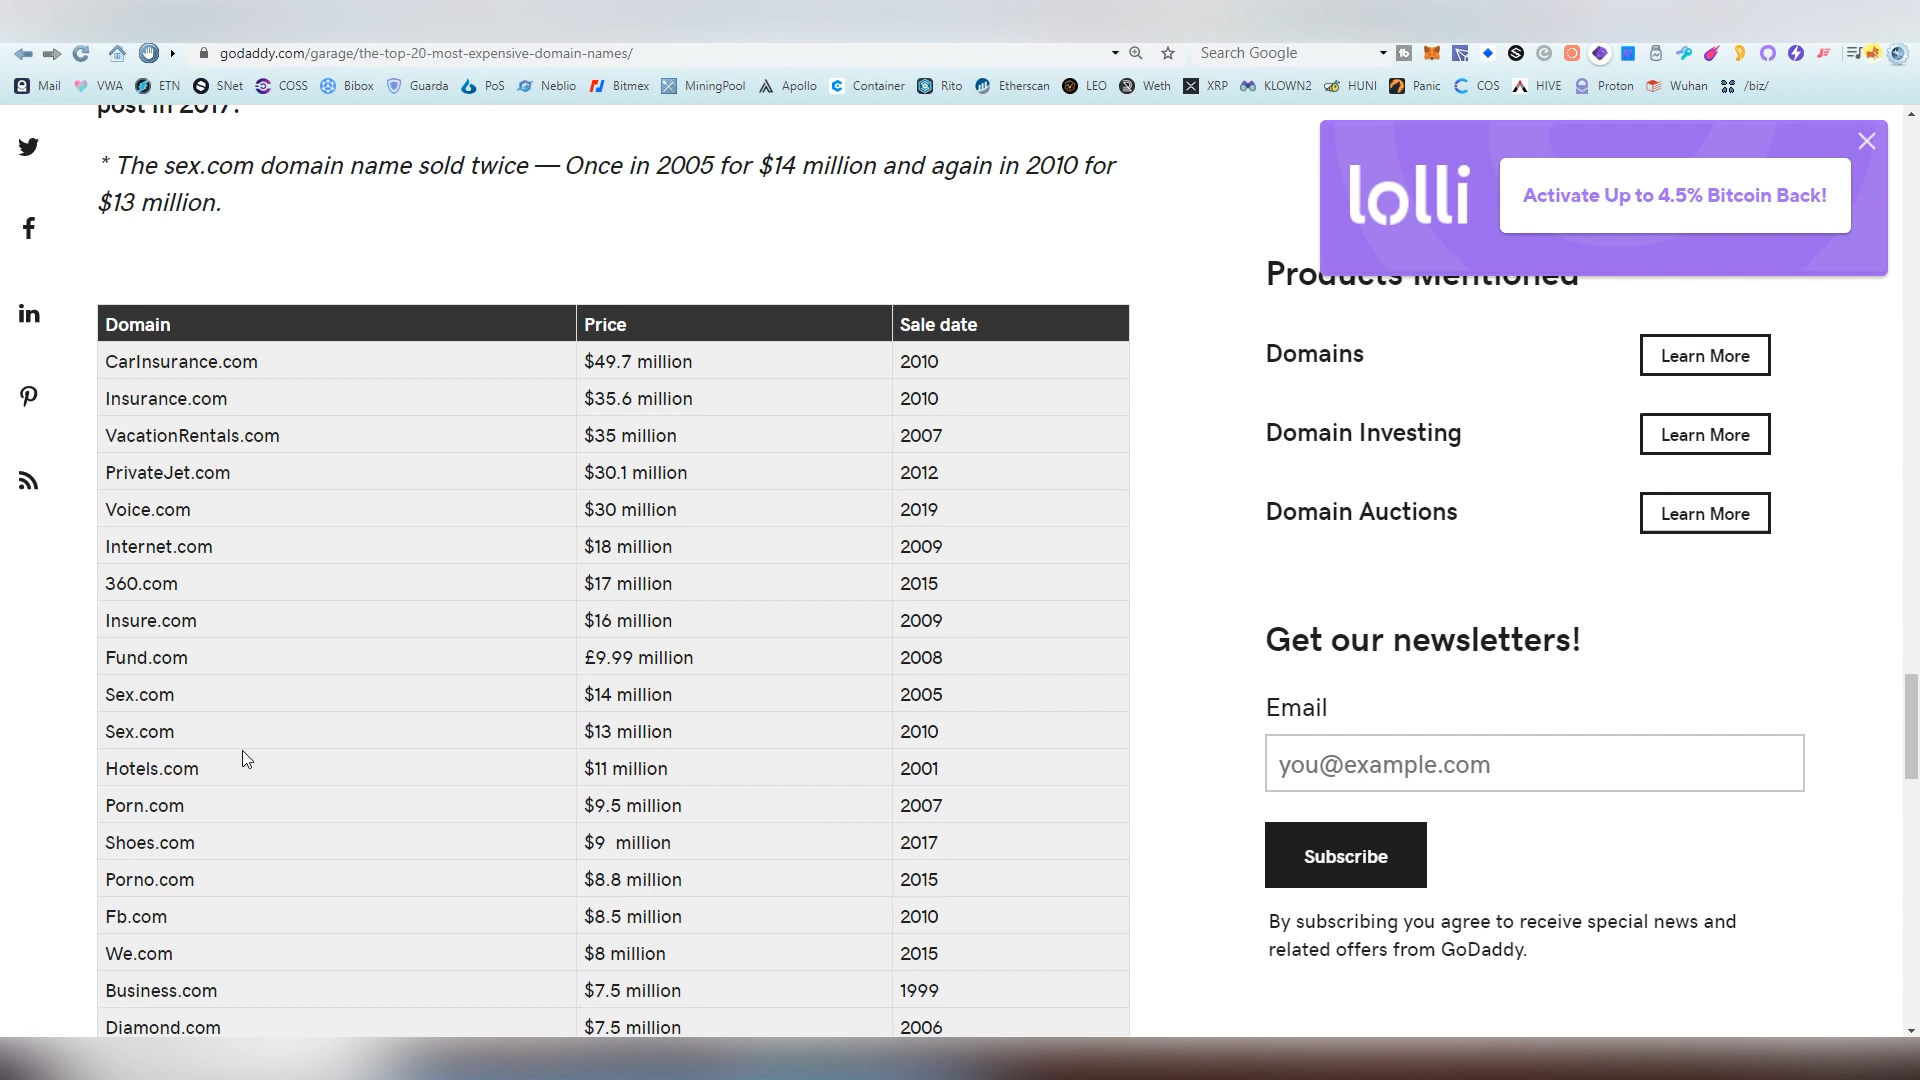 godaddy.com/garage/the-top-20-most-expensive-domain-names/
Search Google
Mail VWA ETN SNet COSS Bibox Guarda PoS Neblio Bitmex MiningPool Apollo Container Rito Etherscan LEO Weth XRP KLOWN2 HUNI Panic COS HIVE Proton Wuhan /biz/
post in 2017.
* The sex.com domain name sold twice — Once in 2005 for $14 million and again in 2010 for
$13 million.
lolli
Activate Up to 4.5% Bitcoin Back!
Domain Price Sale date
CarInsurance.com $49.7 million 2010
Insurance.com $35.6 million 2010
VacationRentals.com $35 million 2007
PrivateJet.com $30.1 million 2012
Voice.com $30 million 2019
Internet.com $18 million 2009
360.com $17 million 2015
Insure.com $16 million 2009
Fund.com £9.99 million 2008
Sex.com $14 million 2005
Sex.com $13 million 2010
Hotels.com $11 million 2001
Porn.com $9.5 million 2007
Shoes.com $9 million 2017
Porno.com $8.8 million 2015
Fb.com $8.5 million 2010
We.com $8 million 2015
Business.com $7.5 million 1999
Diamond.com $7.5 million 2006
Products Mentioned
Domains Learn More
Domain Investing Learn More
Domain Auctions Learn More
Get our newsletters!
Email
you@example.com
Subscribe
By subscribing you agree to receive special news and
related offers from GoDaddy.